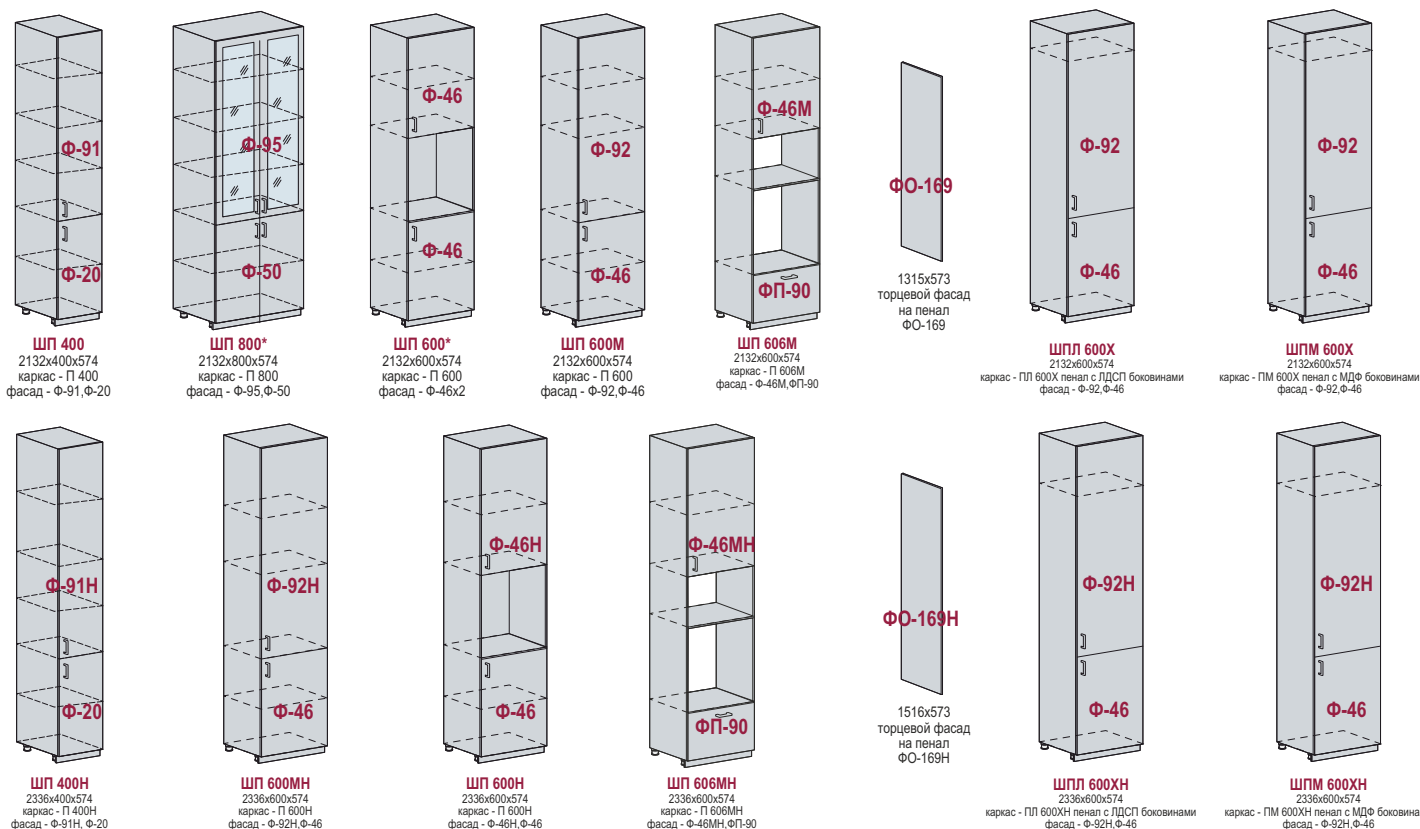 Ф-91
Ф-20
ШП 400
2132х400х574
каркас - П 400
фасад - Ф-91,Ф-20
Ф-95
Ф-50
ШП 800*
2132х800х574
каркас - П 800
фасад - Ф-95,Ф-50
Ф-46
Ф-46
ШП 600*
2132х600х574
каркас - П 600
фасад - Ф-46х2
Ф-92
Ф-46
ШП 600М
2132х600х574
каркас - П 600
фасад - Ф-92,Ф-46
Ф-46М
ФП-90
ШП 606М
2132х600х574
каркас - П 606М
фасад - Ф-46М,ФП-90
ФО-169
1315х573
торцевой фасад
на пенал
ФО-169
Ф-92
Ф-46
ШПЛ 600Х
2132х600х574
каркас - ПЛ 600Х пенал с ЛДСП боковинами
фасад - Ф-92,Ф-46
Ф-92
Ф-46
ШПМ 600Х
2132х600х574
каркас - ПМ 600Х пенал с МДФ боковинами
фасад - Ф-92,Ф-46
Ф-91Н
Ф-20
ШП 400Н
2336х400х574
каркас - П 400Н
фасад - Ф-91Н, Ф-20
Ф-92Н
Ф-46
ШП 600МН
2336х600х574
каркас - П 600Н
фасад - Ф-92Н,Ф-46
Ф-46Н
Ф-46
ШП 600Н
2336х600х574
каркас - П 600Н
фасад - Ф-46Н,Ф-46
Ф-46МН
ФП-90
ШП 606МН
2336х600х574
каркас - П 606МН
фасад - Ф-46МН,ФП-90
ФО-169Н
1516х573
торцевой фасад
на пенал
ФО-169Н
Ф-92Н
Ф-46
ШПЛ 600ХН
2336х600х574
каркас - ПЛ 600ХН пенал с ЛДСП боковинами
фасад - Ф-92Н,Ф-46
Ф-92Н
Ф-46
ШПМ 600ХН
2336х600х574
каркас - ПМ 600ХН пенал с МДФ боковина
фасад - Ф-92Н,Ф-46